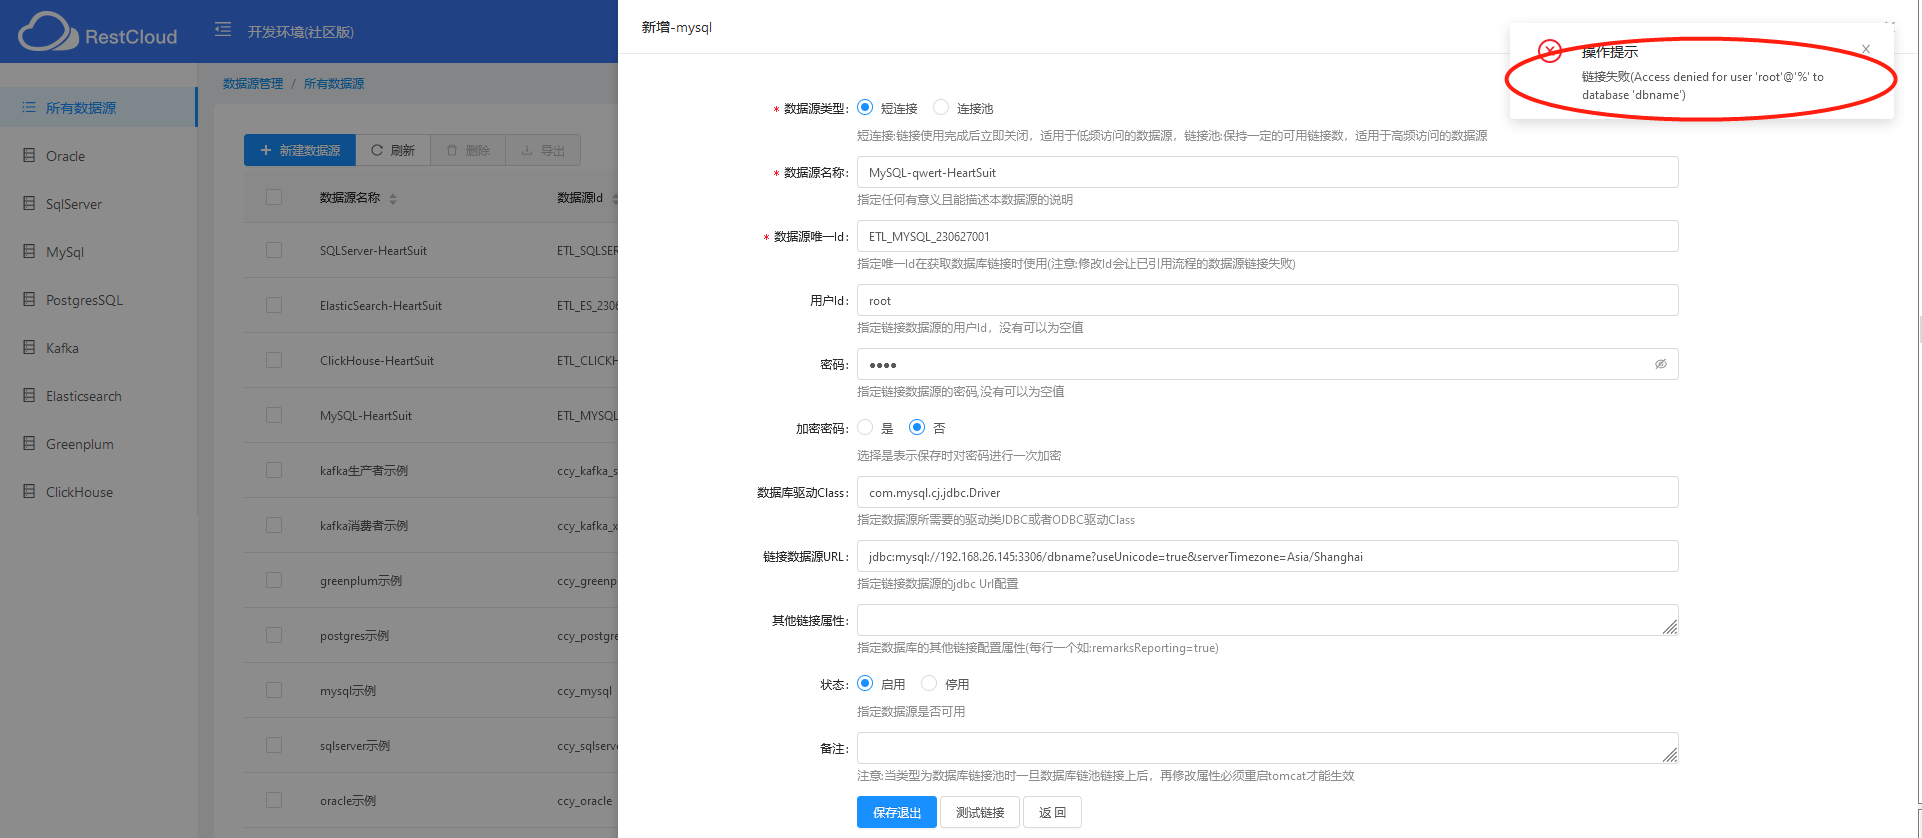 RestCloud
开发环境(社区版)
数据源管理 / 所有数据源
所有数据源
Oracle
SqlServer
MySql
PostgresSQL
Kafka
Elasticsearch
Greenplum
ClickHouse
新建数据源 刷新 删除 导出
数据源名称 数据源Id
SQLServer-HeartSuit ETL_SQLSER
ElasticSearch-HeartSuit ETL_ES_2306
ClickHouse-HeartSuit ETL_CLICKH
MySQL-HeartSuit ETL_MYSQL
kafka生产者示例 ccy_kafka_s
kafka消费者示例 ccy_kafka_x
greenplum示例 ccy_greenp
postgres示例 ccy_postgre
mysql示例 ccy_mysql
sqlserver示例 ccy_sqlserve
oracle示例 ccy_oracle
新增-mysql
操作提示
链接失败(Access denied for user 'root'@'%' to
database 'dbname')
* 数据源类型: 短连接 连接池
短连接:链接使用完成后立即关闭，适用于低频访问的数据源，链接池:保持一定的可用链接数，适用于高频访问的数据源
* 数据源名称: MySQL-qwert-HeartSuit
指定任何有意义且能描述本数据源的说明
* 数据源唯一Id: ETL_MYSQL_230627001
指定唯一Id在获取数据库链接时使用(注意:修改Id会让已引用流程的数据源链接失败)
用户Id: root
指定链接数据源的用户Id，没有可以为空值
密码: ••••
指定链接数据源的密码,没有可以为空值
加密密码: 是 否
选择是表示保存时对密码进行一次加密
数据库驱动Class: com.mysql.cj.jdbc.Driver
指定数据源所需要的驱动类JDBC或者ODBC驱动Class
链接数据源URL: jdbc:mysql://192.168.26.145:3306/dbname?useUnicode=true&serverTimezone=Asia/Shanghai
指定链接数据源的jdbc Url配置
其他链接属性:
指定数据库的其他链接配置属性(每行一个如:remarksReporting=true)
状态: 启用 停用
指定数据源是否可用
备注:
注意:当类型为数据库链接池时一旦数据库链池链接上后，再修改属性必须重启tomcat才能生效
保存退出 测试链接 返 回